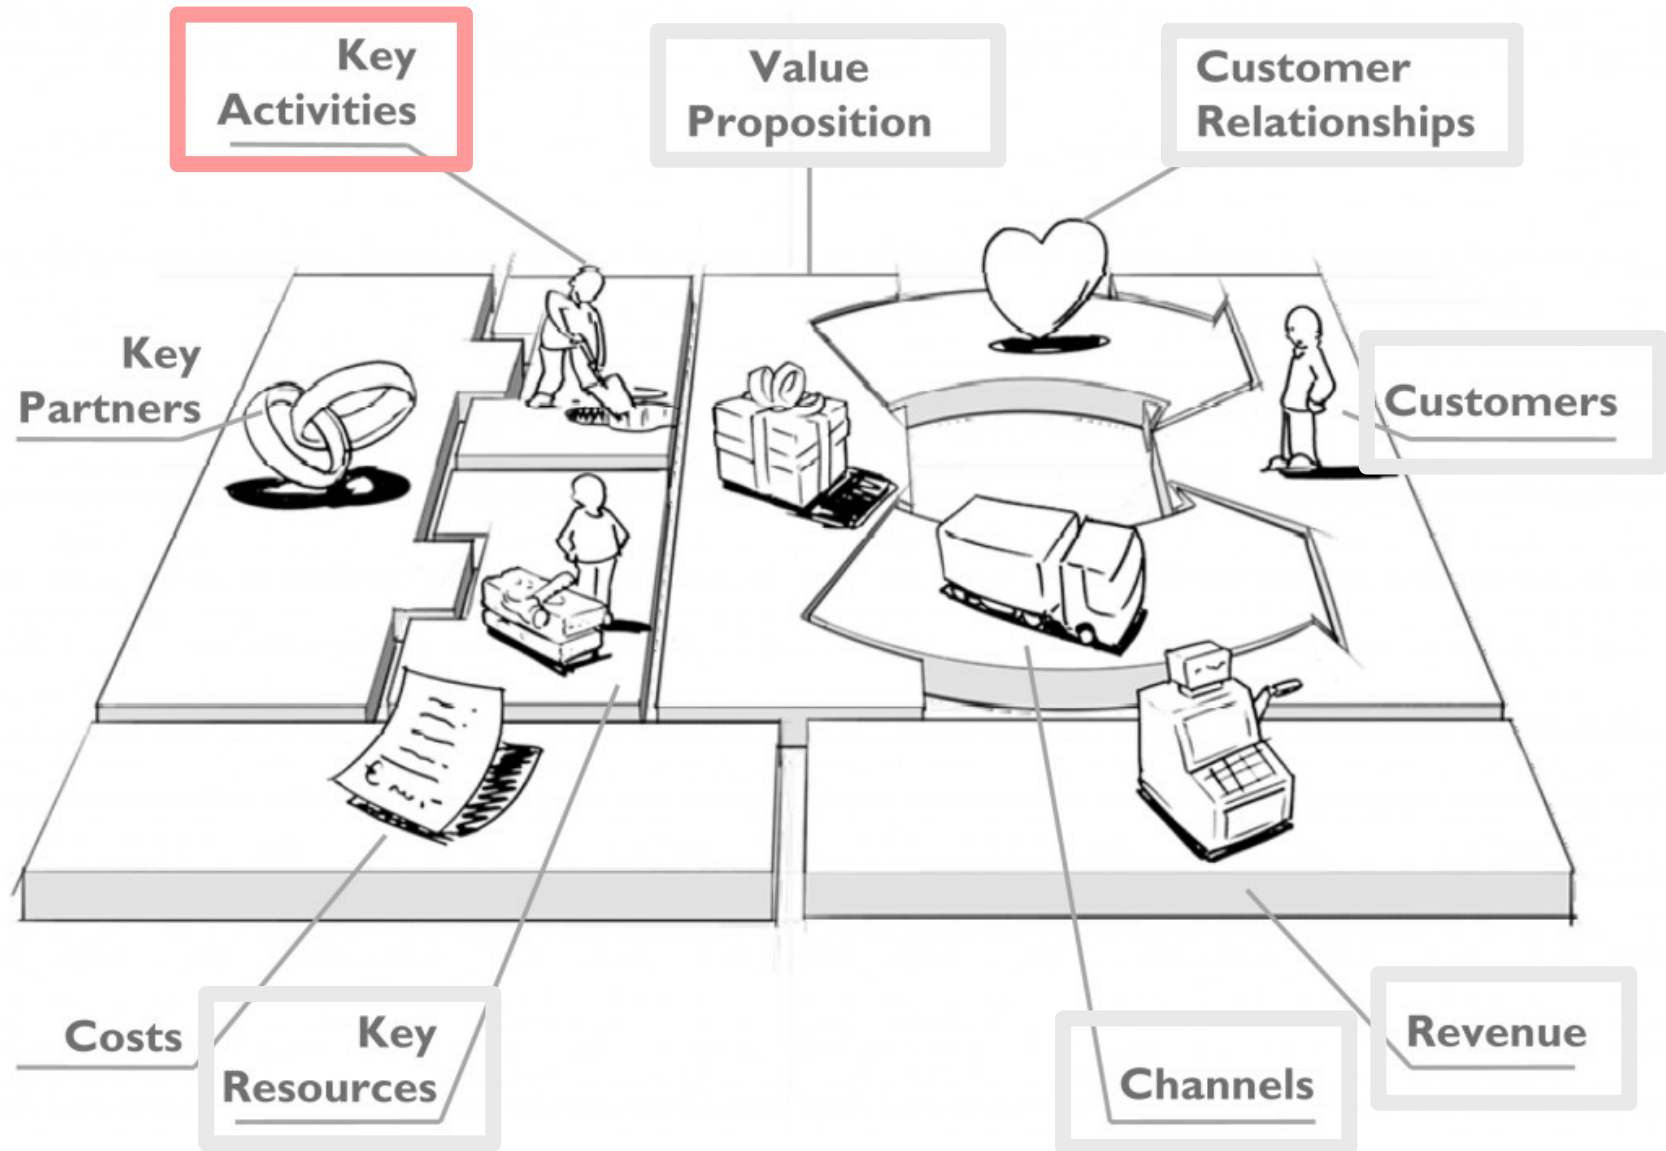 Key
Activities
Value
Proposition
Customer
Relationships
Key
Partners
Customers
Costs
Key
Resources
Channels
Revenue